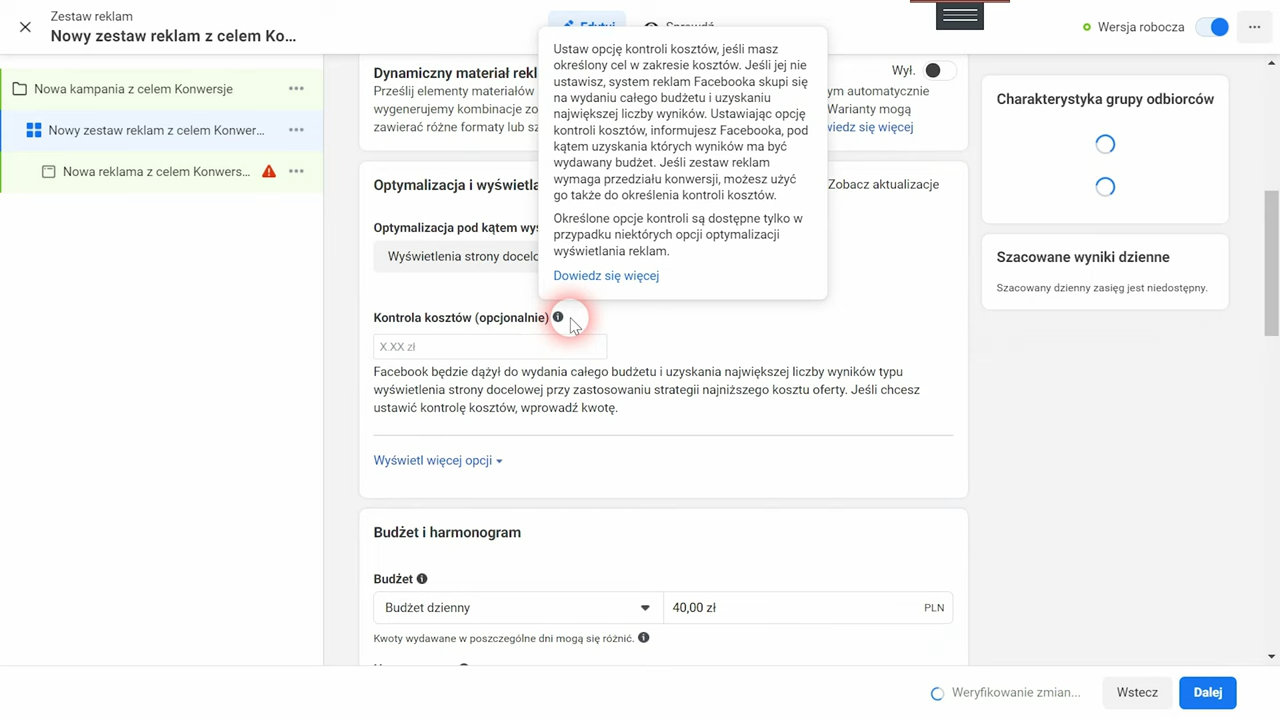 Zestaw reklam
Nowy zestaw reklam z celem Ko...
Edytuj
Sprawdź
Wersja robocza
Nowa kampania z celem Konwersje
Nowy zestaw reklam z celem Konwer...
Nowa reklama z celem Konwers...
Dynamiczny materiał rekl
Wył.
Prześlij elementy materiałów
ym automatycznie
wygenerujemy kombinacje zo
Warianty mogą
zawierać różne formaty lub sz
wiedz się więcej
Ustaw opcję kontroli kosztów, jeśli masz
określony cel w zakresie kosztów. Jeśli jej nie
ustawisz, system reklam Facebooka skupi się
na wydaniu całego budżetu i uzyskaniu
największej liczby wyników. Ustawiając opcję
kontroli kosztów, informujesz Facebooka, pod
kątem uzyskania których wyników ma być
wydawany budżet. Jeśli zestaw reklam
wymaga przedziału konwersji, możesz użyć
go także do określenia kontroli kosztów.
Określone opcje kontroli są dostępne tylko w
przypadku niektórych opcji optymalizacji
wyświetlania reklam.
Dowiedz się więcej
Optymalizacja i wyświetla
Zobacz aktualizacje
Optymalizacja pod kątem wyś
Wyświetlenia strony docelo
Kontrola kosztów (opcjonalnie)
X.XX zł
Facebook będzie dążył do wydania całego budżetu i uzyskania największej liczby wyników typu
wyświetlenia strony docelowej przy zastosowaniu strategii najniższego kosztu oferty. Jeśli chcesz
ustawić kontrolę kosztów, wprowadź kwotę.
Wyświetl więcej opcji
Budżet i harmonogram
Budżet
Budżet dzienny
40,00 zł
PLN
Kwoty wydawane w poszczególne dni mogą się różnić.
Charakterystyka grupy odbiorców
Szacowane wyniki dzienne
Szacowany dzienny zasięg jest niedostępny.
Weryfikowanie zmian...
Wstecz
Dalej